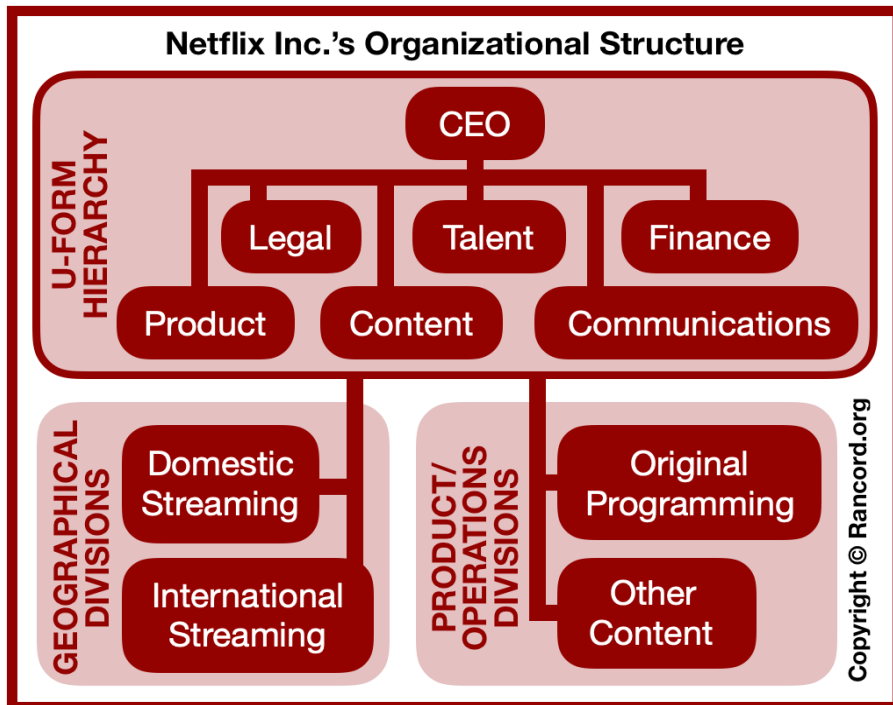 Netflix Inc.'s Organizational Structure
U-FORM
HIERARCHY
CEO
Legal
Talent
Finance
Product
Content
Communications
GEOGRAPHICAL
DIVISIONS
Domestic
Streaming
International
Streaming
PRODUCT/
OPERATIONS
DIVISIONS
Original
Programming
Other
Content
Copyright © Rancord.org